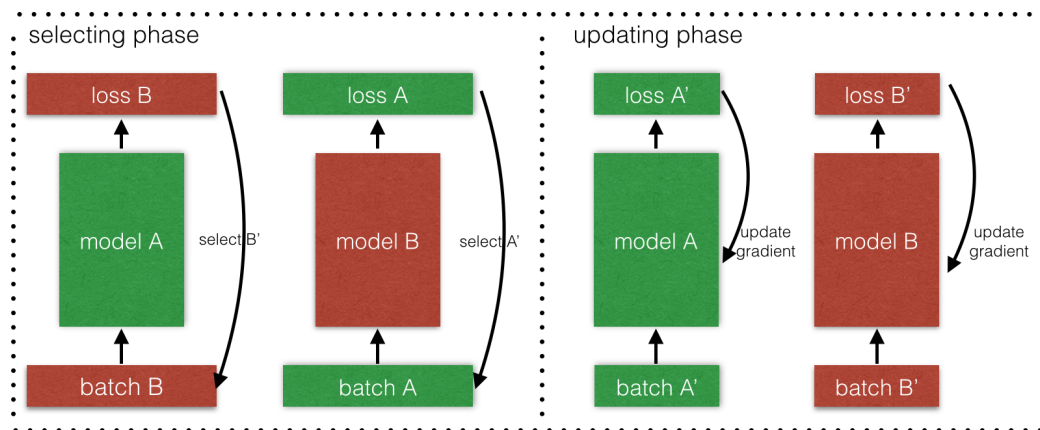 selecting phase
updating phase
loss B
loss A
loss A’
loss B’
model A
select B’
model B
select A’
model A
update
gradient
model B
update
gradient
batch B
batch A
batch A’
batch B’